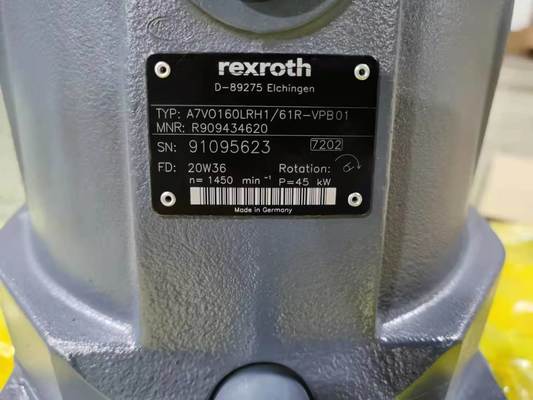 rexroth
D-89275 Elchingen
TYP: A7VO160LRH1/61R-VPB01
MNR: R909434620
SN: 91095623 7202
FD: 20W36 Rotation:
n= 1450 min⁻¹ P=45 kW
Made in Germany